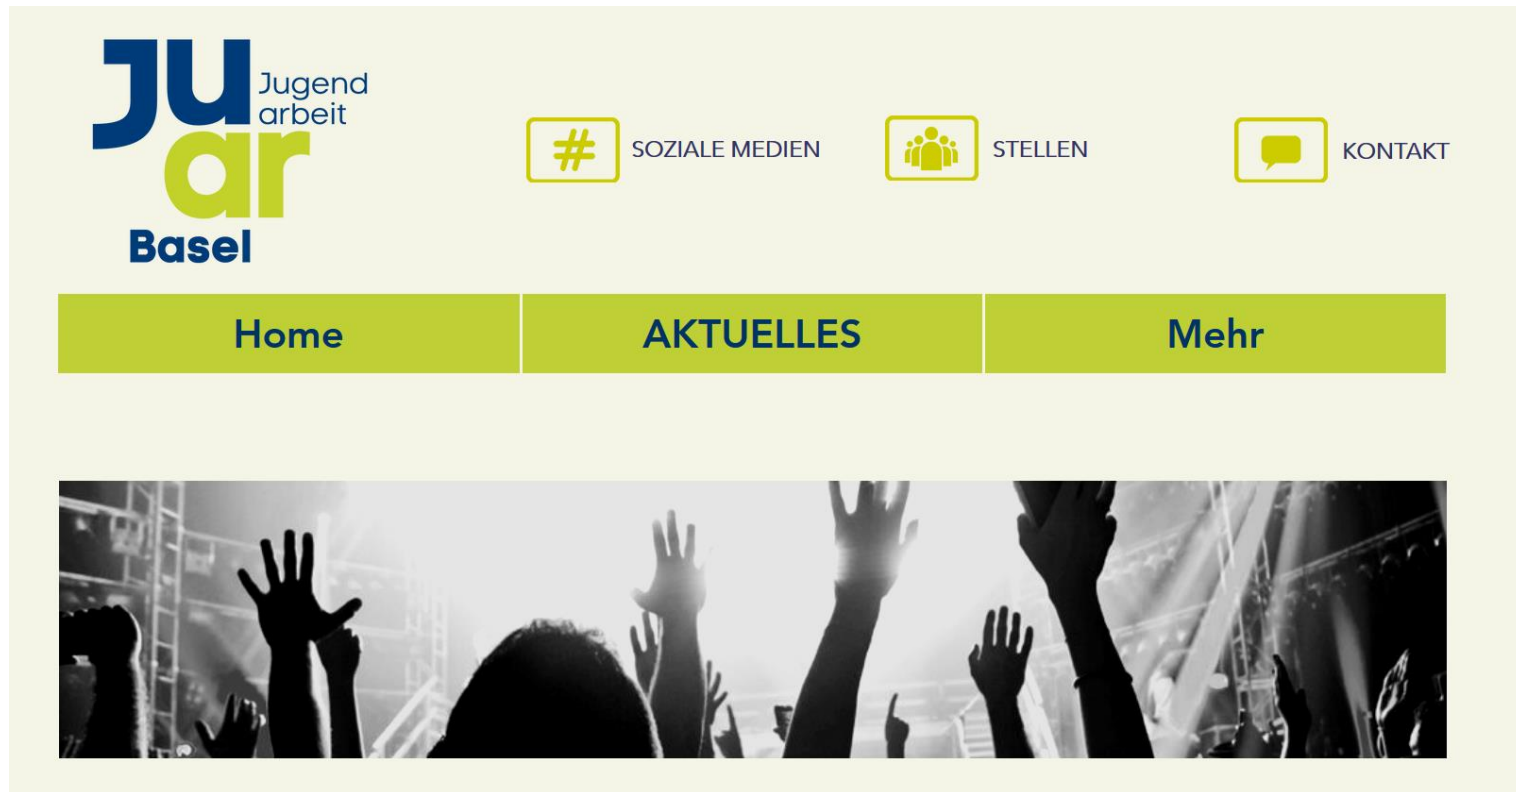 Ju
Jugend
arbeit
ar
Basel
SOZIALE MEDIEN
STELLEN
KONTAKT
Home
AKTUELLES
Mehr